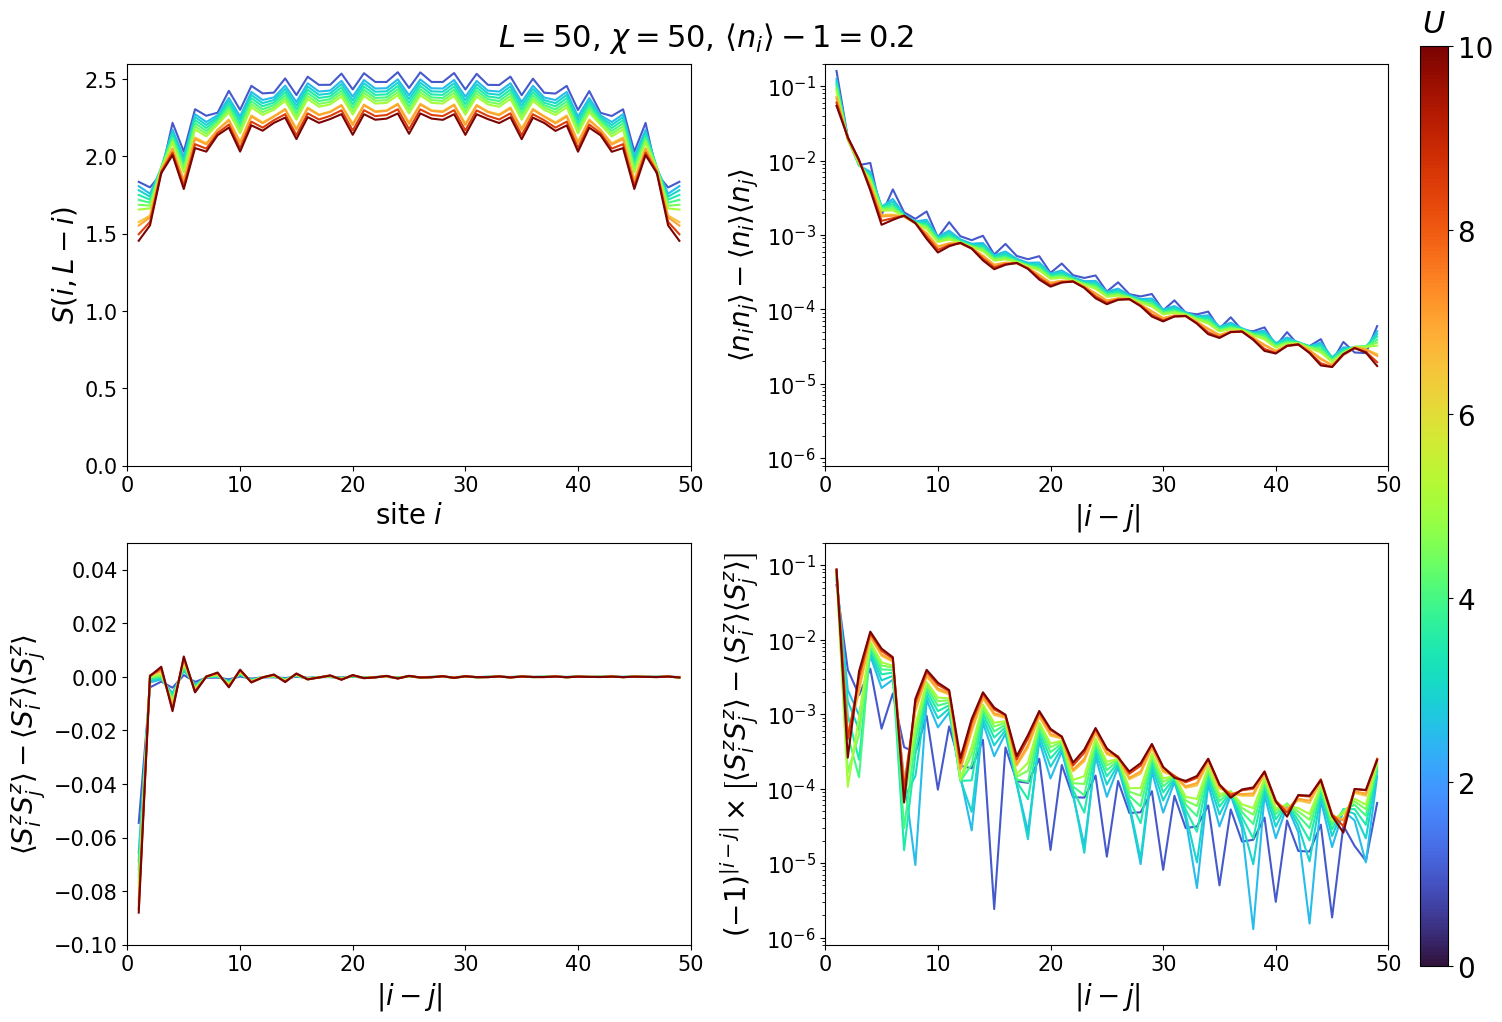 L = 50, χ = 50, ⟨n_i⟩ − 1 = 0.2
U
S(i, L − i)
2.5
2.0
1.5
1.0
0.5
0.0
0 10 20 30 40 50
site i
⟨n_i n_j⟩ − ⟨n_i⟩⟨n_j⟩
10^{-1}
10^{-2}
10^{-3}
10^{-4}
10^{-5}
10^{-6}
0 10 20 30 40 50
|i − j|
⟨S_i^z S_j^z⟩ − ⟨S_i^z⟩⟨S_j^z⟩
0.04
0.02
0.00
−0.02
−0.04
−0.06
−0.08
−0.10
0 10 20 30 40 50
|i − j|
(−1)^{|i−j|} × [⟨S_i^z S_j^z⟩ − ⟨S_i^z⟩⟨S_j^z⟩]
10^{-1}
10^{-2}
10^{-3}
10^{-4}
10^{-5}
10^{-6}
0 10 20 30 40 50
|i − j|
10
8
6
4
2
0